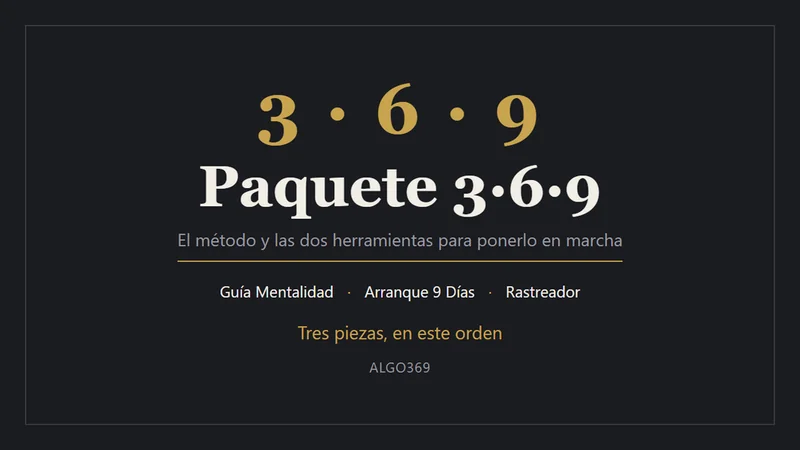 3 · 6 · 9
Paquete 3·6·9
El método y las dos herramientas para ponerlo en marcha
Guía Mentalidad · Arranque 9 Días · Rastreador
Tres piezas, en este orden
ALGO369